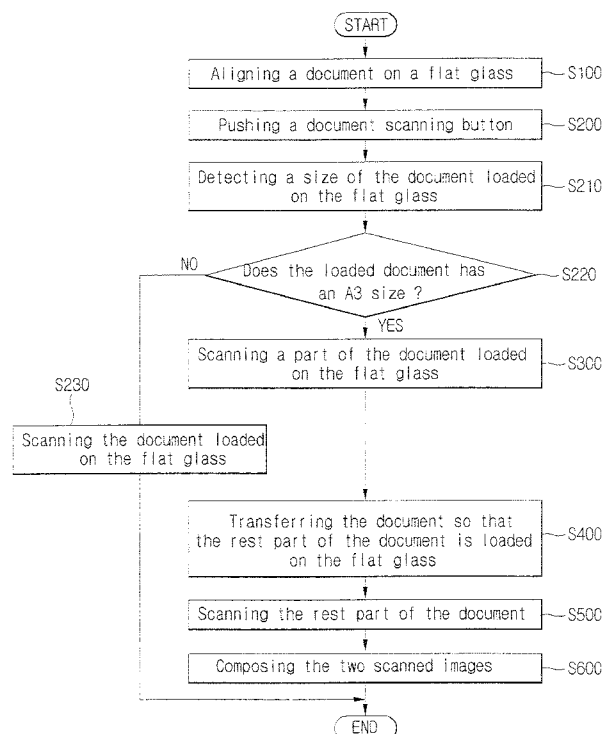 START
Aligning a document on a flat glass
S100
Pushing a document scanning button
S200
Detecting a size of the document loaded
on the flat glass
S210
NO
Does the loaded document has
an A3 size ?
S220
YES
Scanning a part of the document loaded
on the flat glass
S300
S230
Scanning the document loaded
on the flat glass
Transferring the document so that
the rest part of the document is loaded
on the flat glass
S400
Scanning the rest part of the document
S500
Composing the two scanned images
S600
END